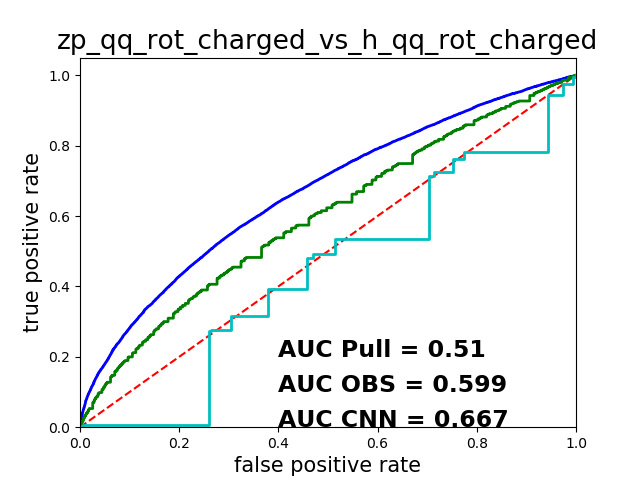 zp_qq_rot_charged_vs_h_qq_rot_charged
1.0
0.8
0.6
0.4
0.2
0.0
true positive rate
AUC Pull = 0.51
AUC OBS = 0.599
AUC CNN = 0.667
0.0 0.2 0.4 0.6 0.8 1.0
false positive rate